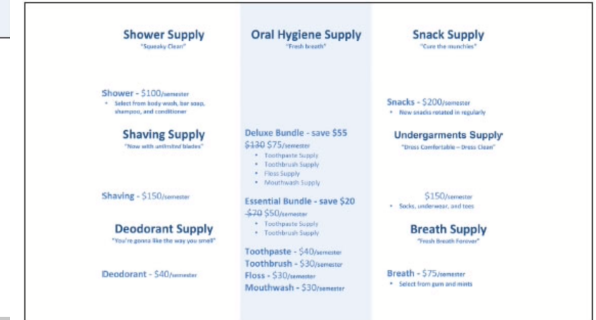 Shower Supply
"Squeaky Clean"
Shower - $100/semester
• Select from body wash, bar soap,
shampoo, and conditioner
Shaving Supply
"Now with unlimited blades"
Shaving - $150/semester
Deodorant Supply
"You're gonna like the way you smell"
Deodorant - $40/semester
Oral Hygiene Supply
"Fresh breath"
Deluxe Bundle - save $55
$130 $75/semester
• Toothpaste Supply
• Toothbrush Supply
• Floss Supply
• Mouthwash Supply
Essential Bundle - save $20
$70 $50/semester
• Toothpaste Supply
• Toothbrush Supply
Toothpaste - $40/semester
Toothbrush - $30/semester
Floss - $30/semester
Mouthwash - $30/semester
Snack Supply
"Cure the munchies"
Snacks - $200/semester
• New snacks rotated in regularly
Undergarments Supply
"Dress Comfortable – Dress Clean"
$150/semester
• Socks, underwear, and tees
Breath Supply
"Fresh Breath Forever"
Breath - $75/semester
• Select from gum and mints